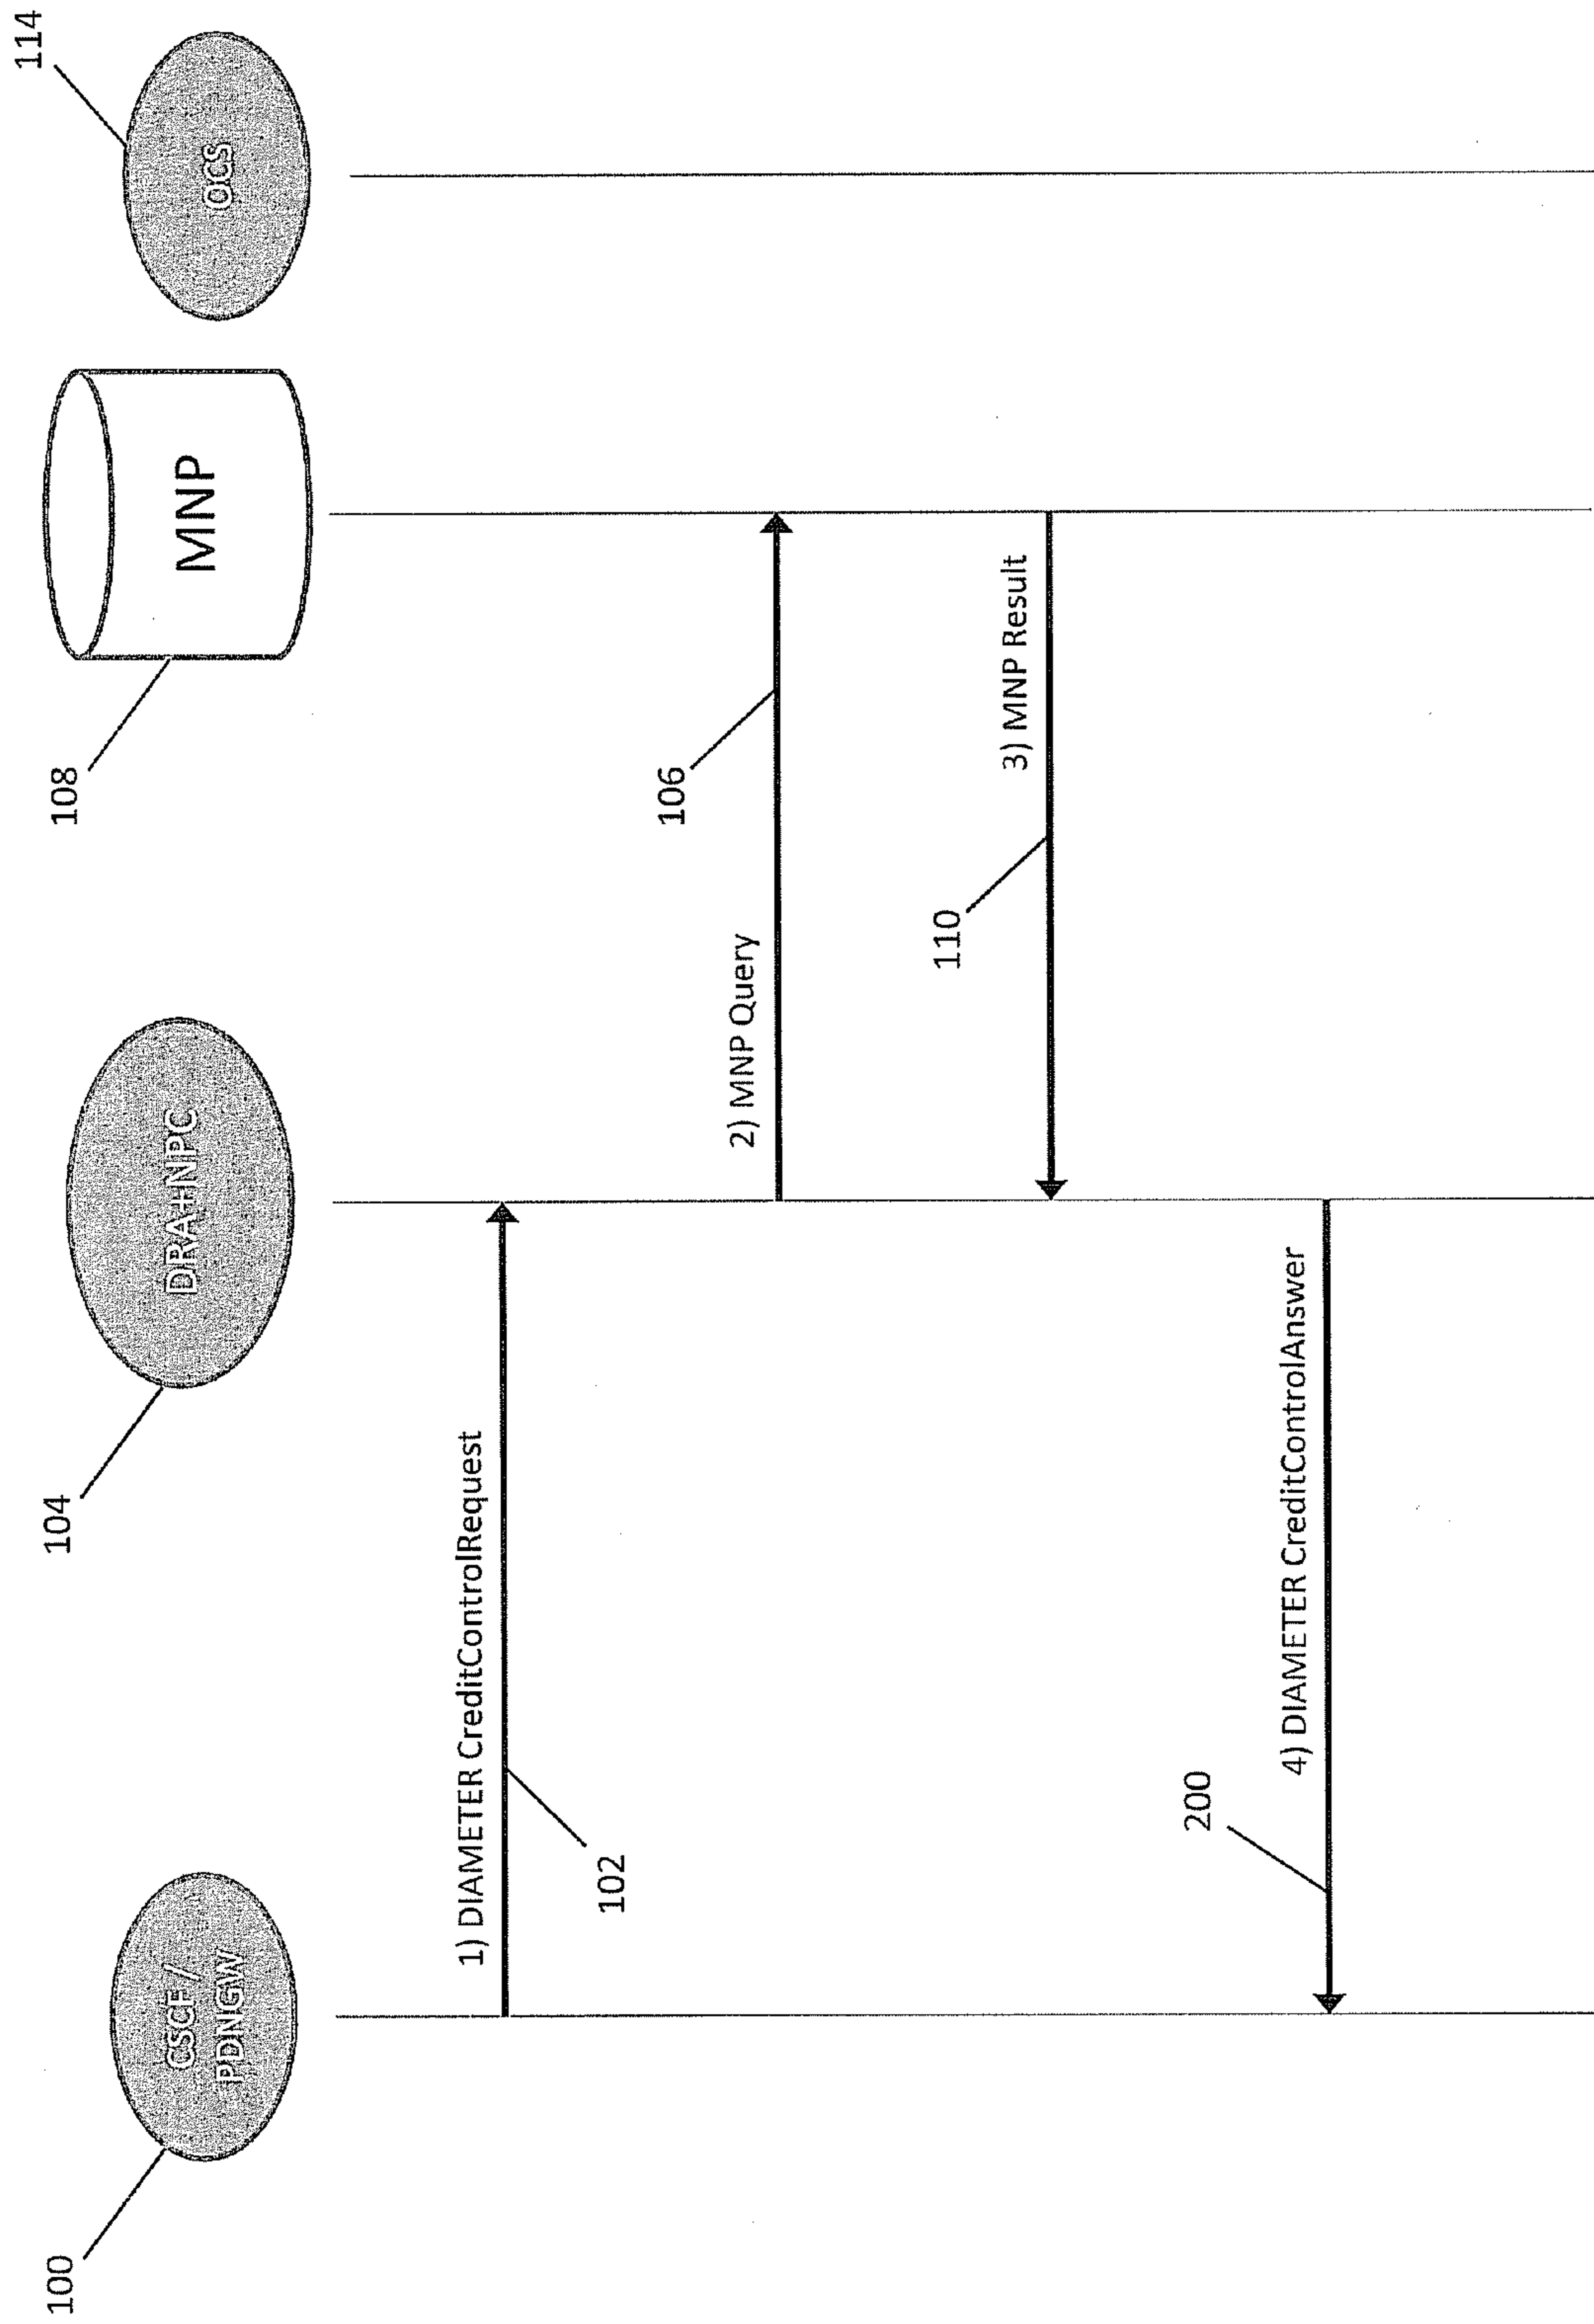 100
CSCF /
PDNGW
104
DRA+NPC
108
MNP
114
OCS
1) DIAMETER CreditControlRequest
102
2) MNP Query
106
3) MNP Result
110
4) DIAMETER CreditControlAnswer
200